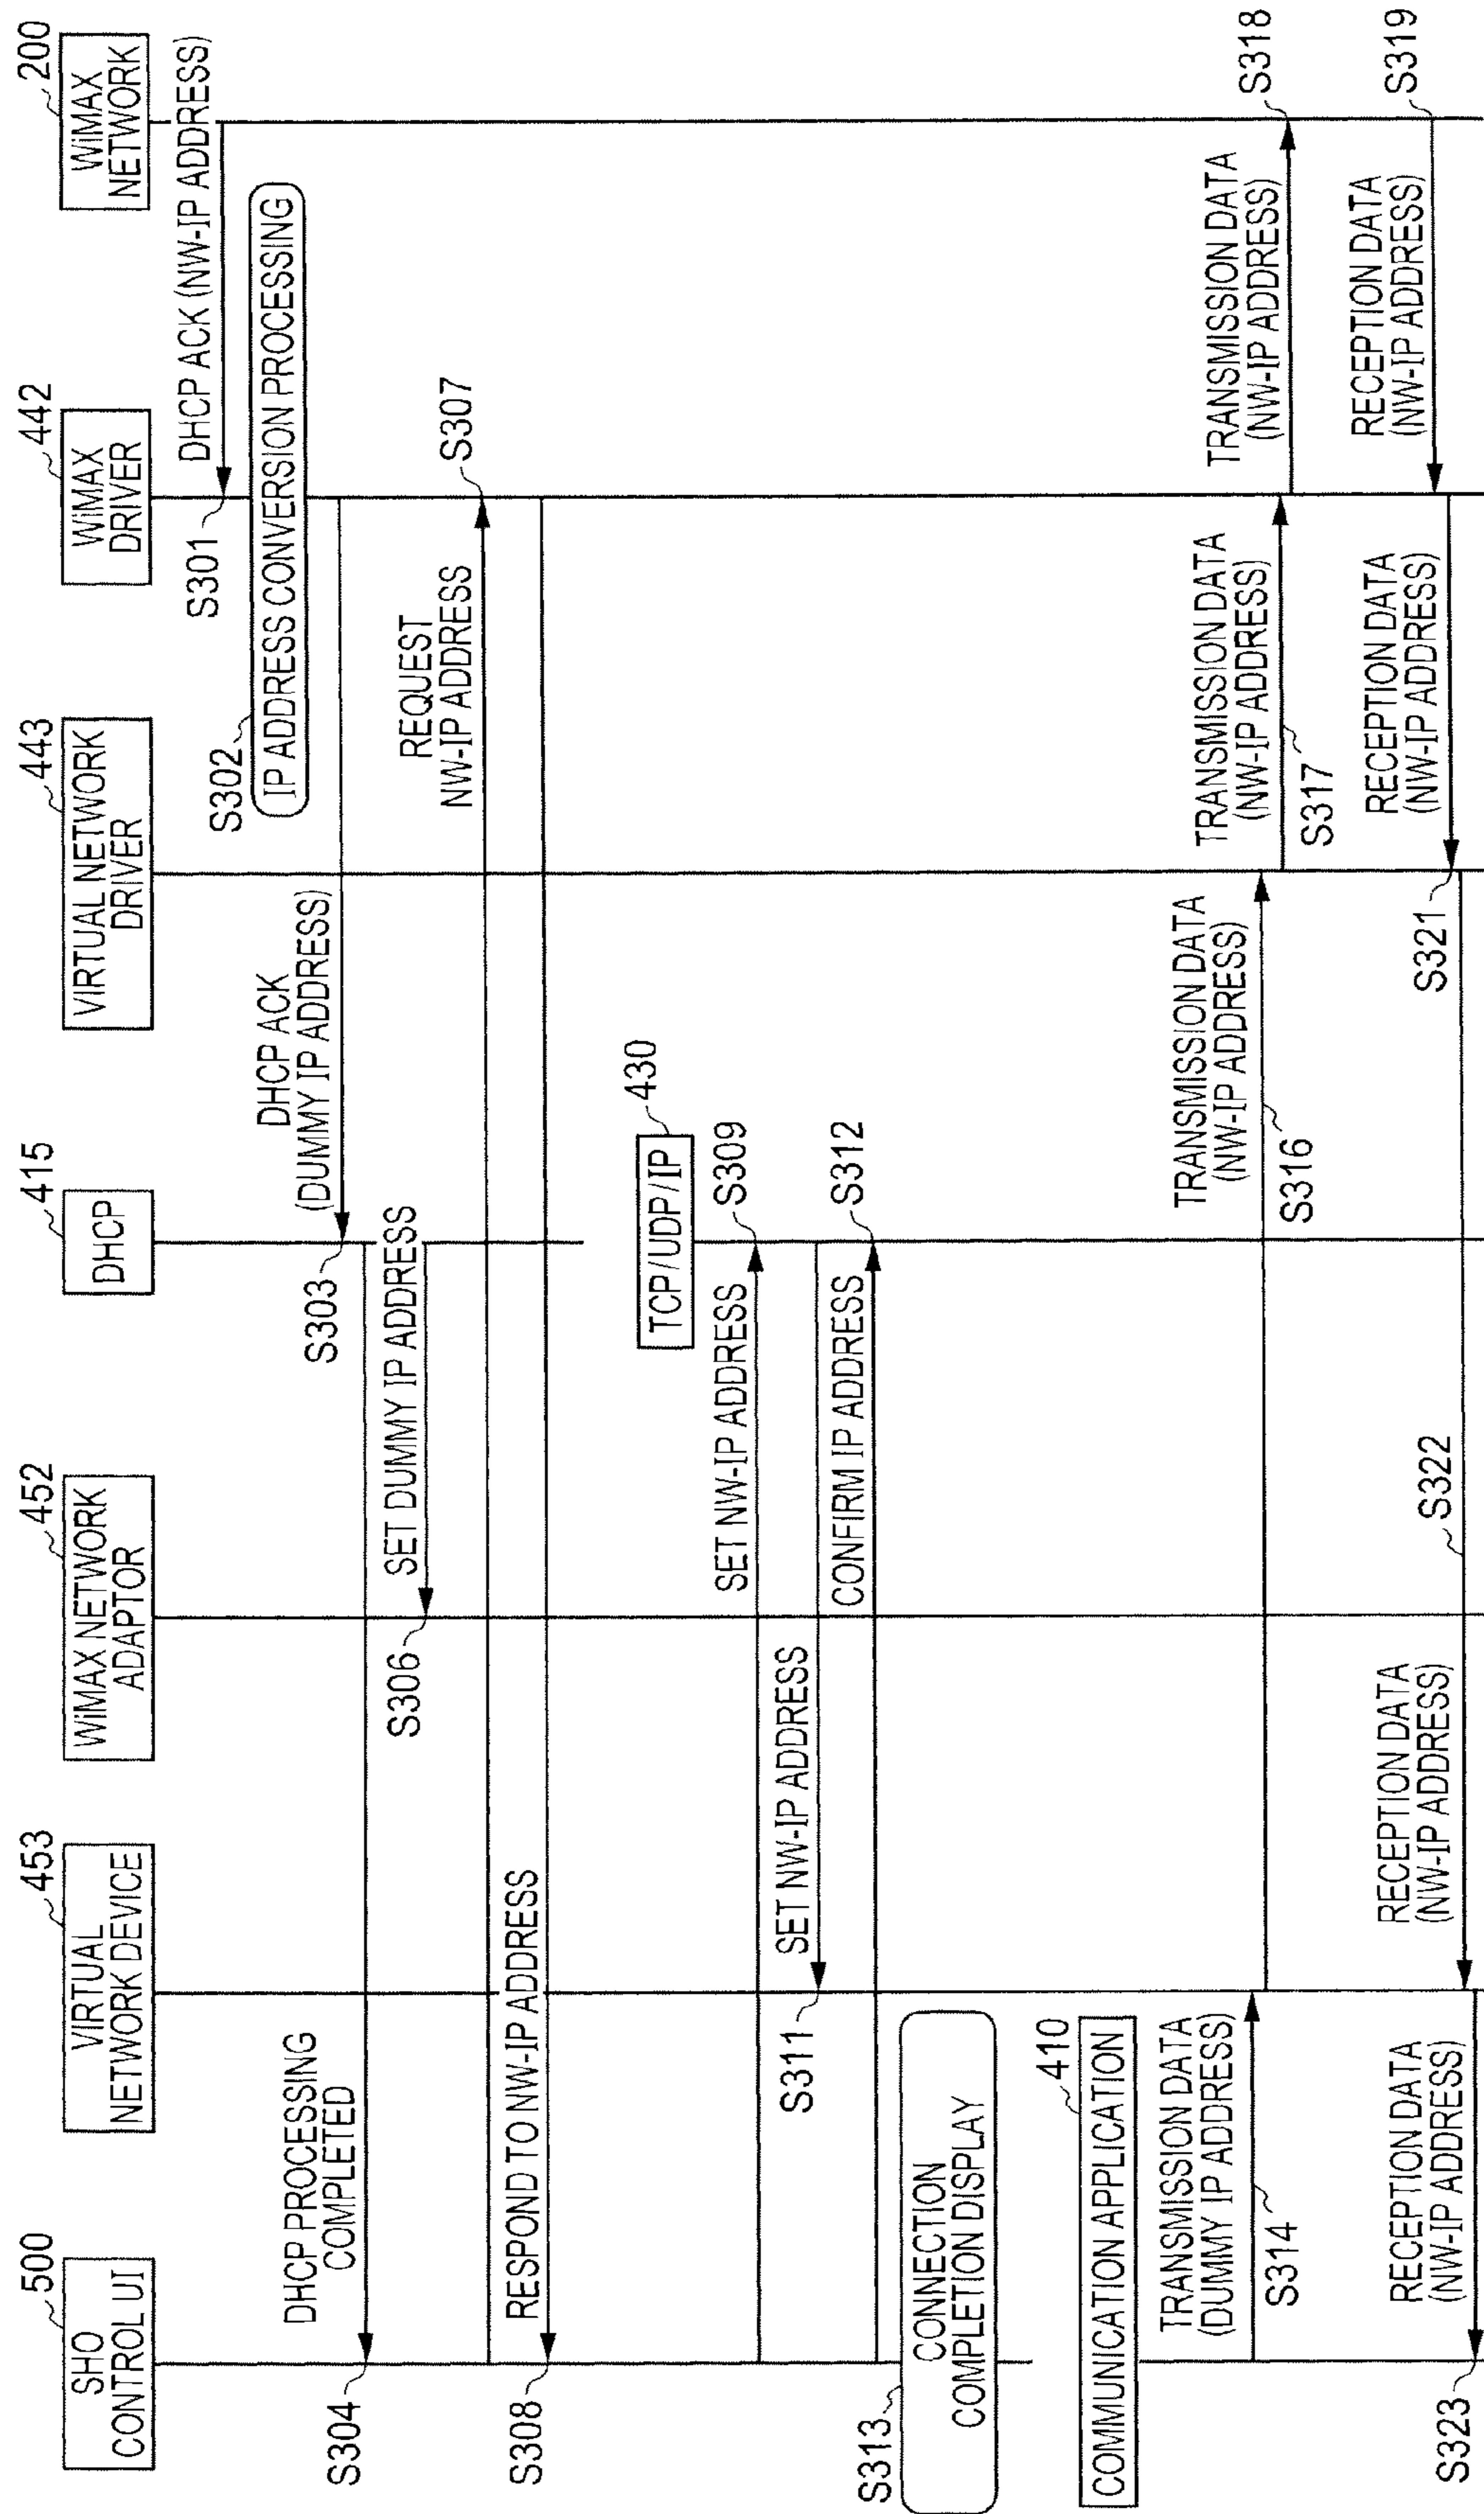 SHO
CONTROL UI
500
VIRTUAL
NETWORK DEVICE
453
WiMAX NETWORK
ADAPTOR
452
DHCP
415
VIRTUAL NETWORK
DRIVER
443
WiMAX
DRIVER
442
WiMAX
NETWORK
200
DHCP ACK (NW-IP ADDRESS)
S301
S302
IP ADDRESS CONVERSION PROCESSING
DHCP ACK
(DUMMY IP ADDRESS)
S303
DHCP PROCESSING
COMPLETED
S304
SET DUMMY IP ADDRESS
S306
REQUEST
NW-IP ADDRESS
S307
RESPOND TO NW-IP ADDRESS
S308
TCP/UDP/IP
430
SET NW-IP ADDRESS
S309
SET NW-IP ADDRESS
S311
CONFIRM IP ADDRESS
S312
S313
CONNECTION
COMPLETION DISPLAY
COMMUNICATION APPLICATION
410
TRANSMISSION DATA
(DUMMY IP ADDRESS)
S314
TRANSMISSION DATA
(NW-IP ADDRESS)
S316
TRANSMISSION DATA
(NW-IP ADDRESS)
S317
TRANSMISSION DATA
(NW-IP ADDRESS)
S318
RECEPTION DATA
(NW-IP ADDRESS)
S319
RECEPTION DATA
(NW-IP ADDRESS)
S321
RECEPTION DATA
(NW-IP ADDRESS)
S322
RECEPTION DATA
(NW-IP ADDRESS)
S323